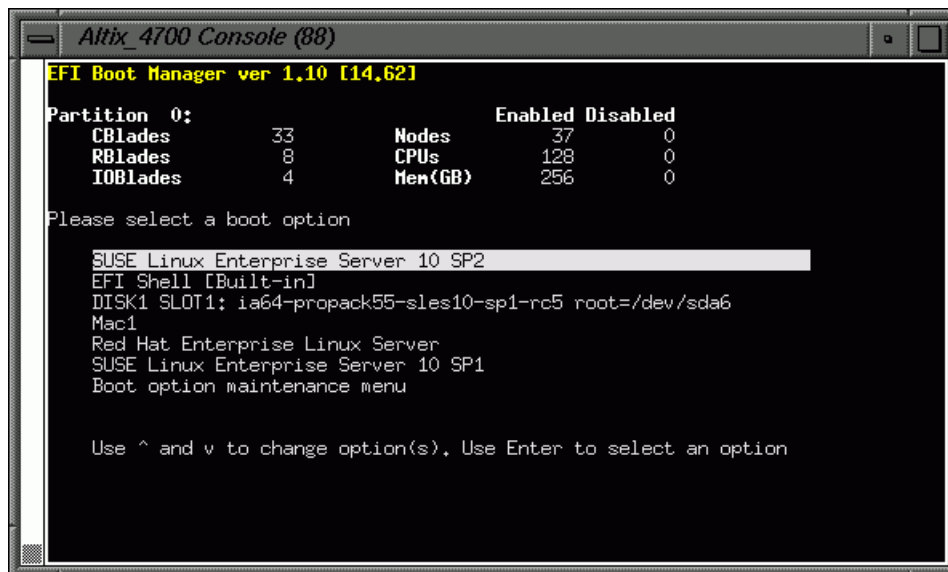 Altix_4700 Console (88)
EFI Boot Manager ver 1.10 [14.62]
Partition 0: Enabled Disabled
CBlades 33 Nodes 37 0
RBlades 8 CPUs 128 0
IOBlades 4 Mem(GB) 256 0
Please select a boot option
SUSE Linux Enterprise Server 10 SP2
EFI Shell [Built-in]
DISK1 SLOT1: ia64-propack55-sles10-sp1-rc5 root=/dev/sda6
Mac1
Red Hat Enterprise Linux Server
SUSE Linux Enterprise Server 10 SP1
Boot option maintenance menu
Use ^ and v to change option(s). Use Enter to select an option